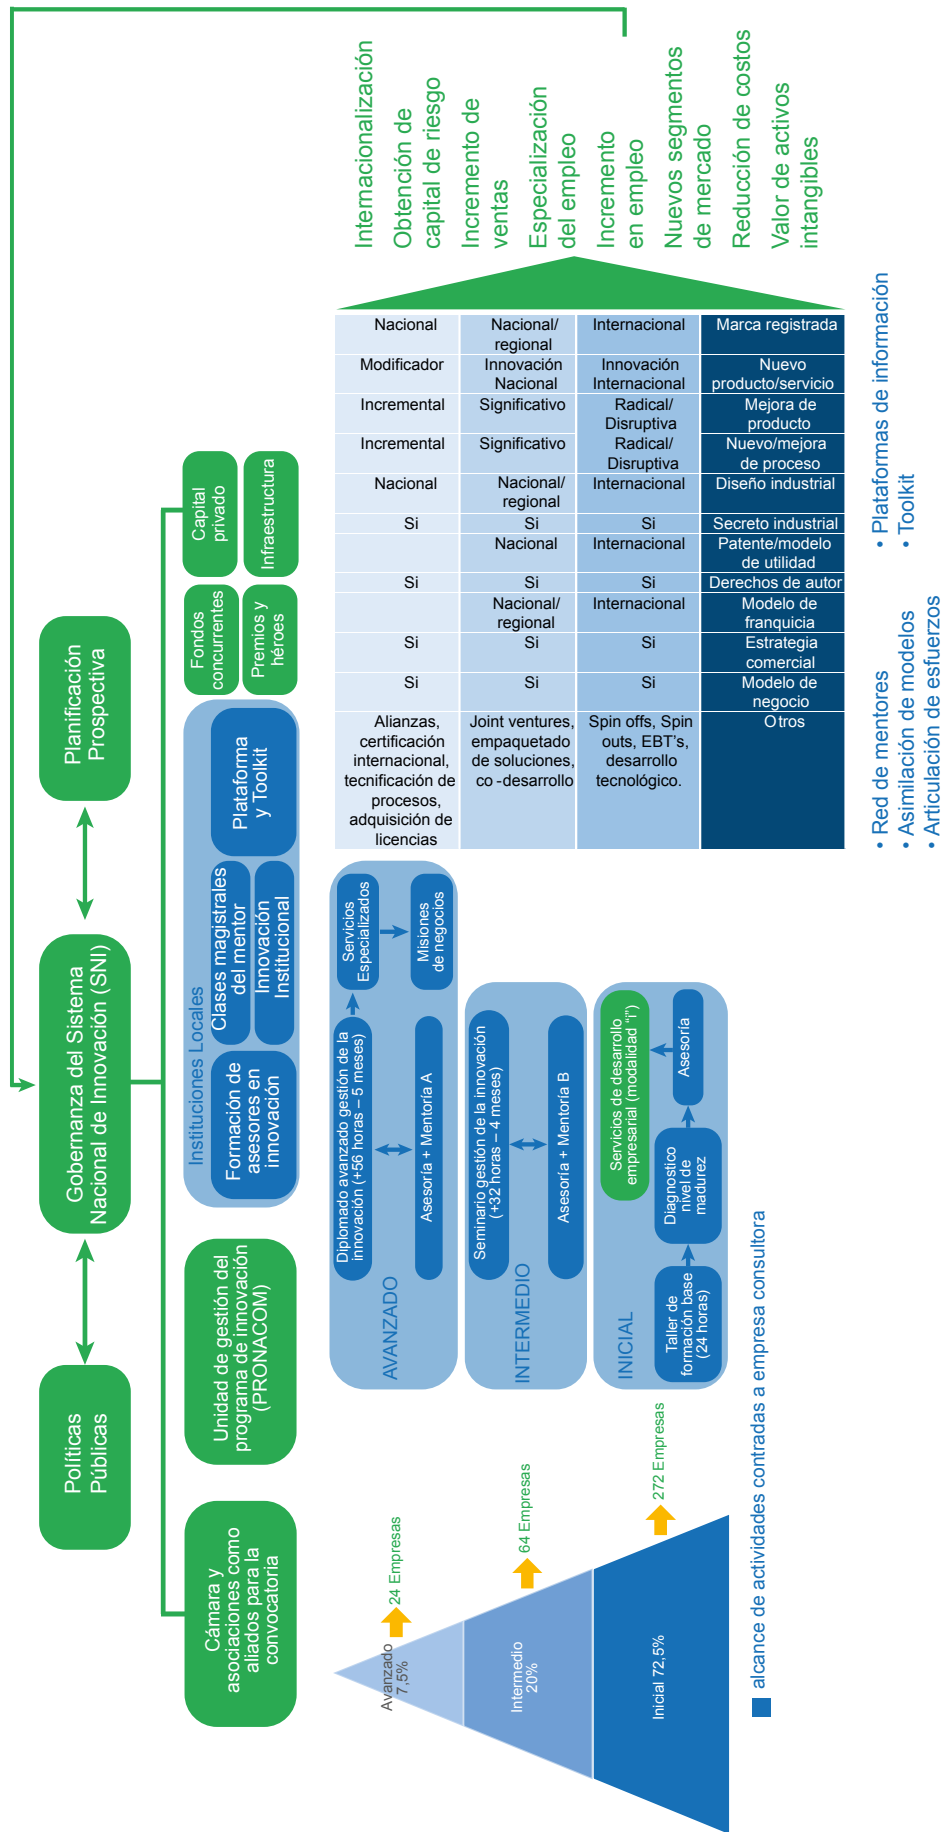 Políticas
Públicas
Gobernanza del Sistema
Nacional de Innovación (SNI)
Planificación
Prospectiva
Cámara y
asociaciones como
aliados para la
convocatoria
Unidad de gestión del
programa de innovación
(PRONACOM)
Instituciones Locales
Formación de
asesores en
innovación
Clases magistrales
del mentor
Innovación
Institucional
Plataforma
y Toolkit
Fondos
concurrentes
Premios y
héroes
Capital
privado
Infraestructura
Avanzado
7,5%
24 Empresas
Intermedio
20%
64 Empresas
Inicial 72,5%
272 Empresas
Diplomado avanzado gestión de la
innovación (+56 horas – 5 meses)
Servicios
Especializados
Asesoría + Mentoría A
Misiones
de negocios
AVANZADO
Seminario gestión de la innovación
(+32 horas – 4 meses)
Asesoría + Mentoría B
INTERMEDIO
Servicios de desarrollo
empresarial (modalidad “I”)
INICIAL
Taller de
formación base
(24 horas)
Diagnostico
nivel de
madurez
Asesoría
Nacional
Nacional/
regional
Internacional
Marca registrada
Modificador
Innovación
Nacional
Innovación
Internacional
Nuevo
producto/servicio
Incremental
Significativo
Radical/
Disruptiva
Mejora de
producto
Incremental
Significativo
Radical/
Disruptiva
Nuevo/mejora
de proceso
Nacional
Nacional/
regional
Internacional
Diseño industrial
Si
Si
Si
Secreto industrial
Nacional
Internacional
Patente/modelo
de utilidad
Si
Si
Si
Derechos de autor
Nacional/
regional
Internacional
Modelo de
franquicia
Si
Si
Si
Estrategia
comercial
Si
Si
Si
Modelo de
negocio
Alianzas,
certificación
internacional,
tecnificación de
procesos,
adquisición de
licencias
Joint ventures,
empaquetado
de soluciones,
co -desarrollo
Spin offs, Spin
outs, EBT's,
desarrollo
tecnológico.
Otros
Internacionalización
Obtención de
capital de riesgo
Incremento de
ventas
Especialización
del empleo
Incremento
en empleo
Nuevos segmentos
de mercado
Reducción de costos
Valor de activos
intangibles
alcance de actividades contradas a empresa consultora
• Red de mentores
• Asimilación de modelos
• Articulación de esfuerzos
• Plataformas de información
• Toolkit